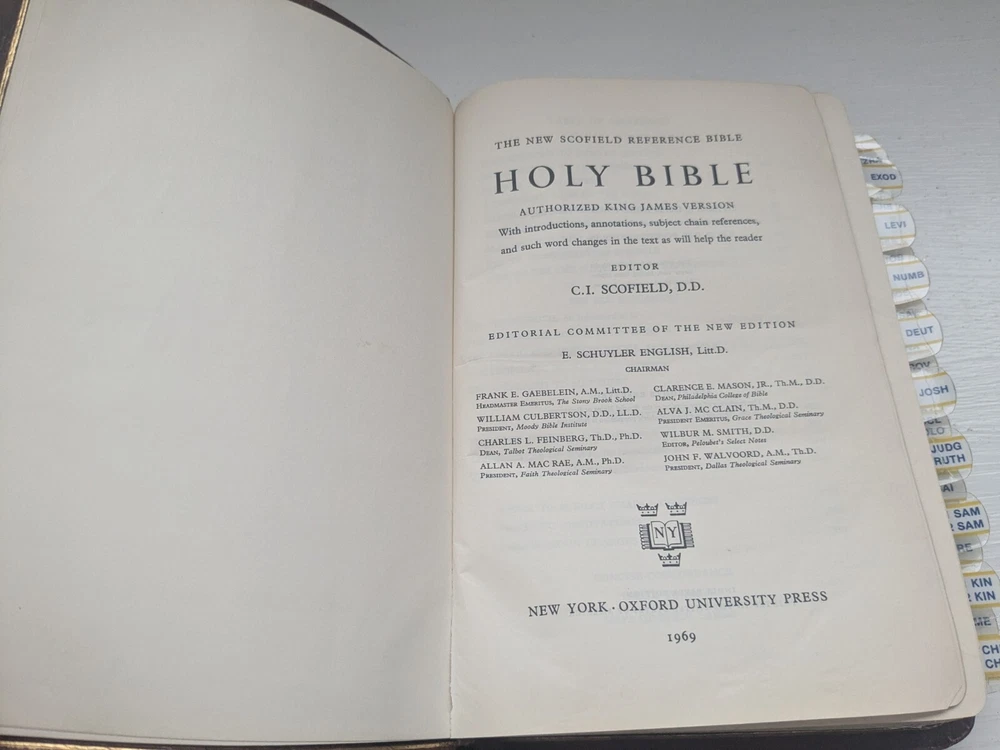 THE NEW SCOFIELD REFERENCE BIBLE
HOLY BIBLE
AUTHORIZED KING JAMES VERSION
With introductions, annotations, subject chain references,
and such word changes in the text as will help the reader
EDITOR
C.I. SCOFIELD, D.D.
EDITORIAL COMMITTEE OF THE NEW EDITION
E. SCHUYLER ENGLISH, Litt.D.
CHAIRMAN
FRANK E. GAEBELEIN, A.M., Litt.D.
HEADMASTER EMERITUS, The Stony Brook School
WILLIAM CULBERTSON, D.D., LL.D.
PRESIDENT, Moody Bible Institute
CHARLES L. FEINBERG, Th.D., Ph.D.
DEAN, Talbot Theological Seminary
ALLAN A. MAC RAE, A.M., Ph.D.
PRESIDENT, Faith Theological Seminary
CLARENCE E. MASON, JR., Th.M., D.D.
DEAN, Philadelphia College of Bible
ALVA J. MC CLAIN, Th.M., D.D.
PRESIDENT EMERITUS, Grace Theological Seminary
WILBUR M. SMITH, D.D.
EDITOR, Peloubet's Select Notes
JOHN F. WALVOORD, A.M., Th.D.
PRESIDENT, Dallas Theological Seminary
NY
NEW YORK · OXFORD UNIVERSITY PRESS
1969
EXOD
LEVI
NUMB
DEUT
JOSH
JUDG
RUTH
SAM
2 SAM
KIN
2 KIN
CH
CH